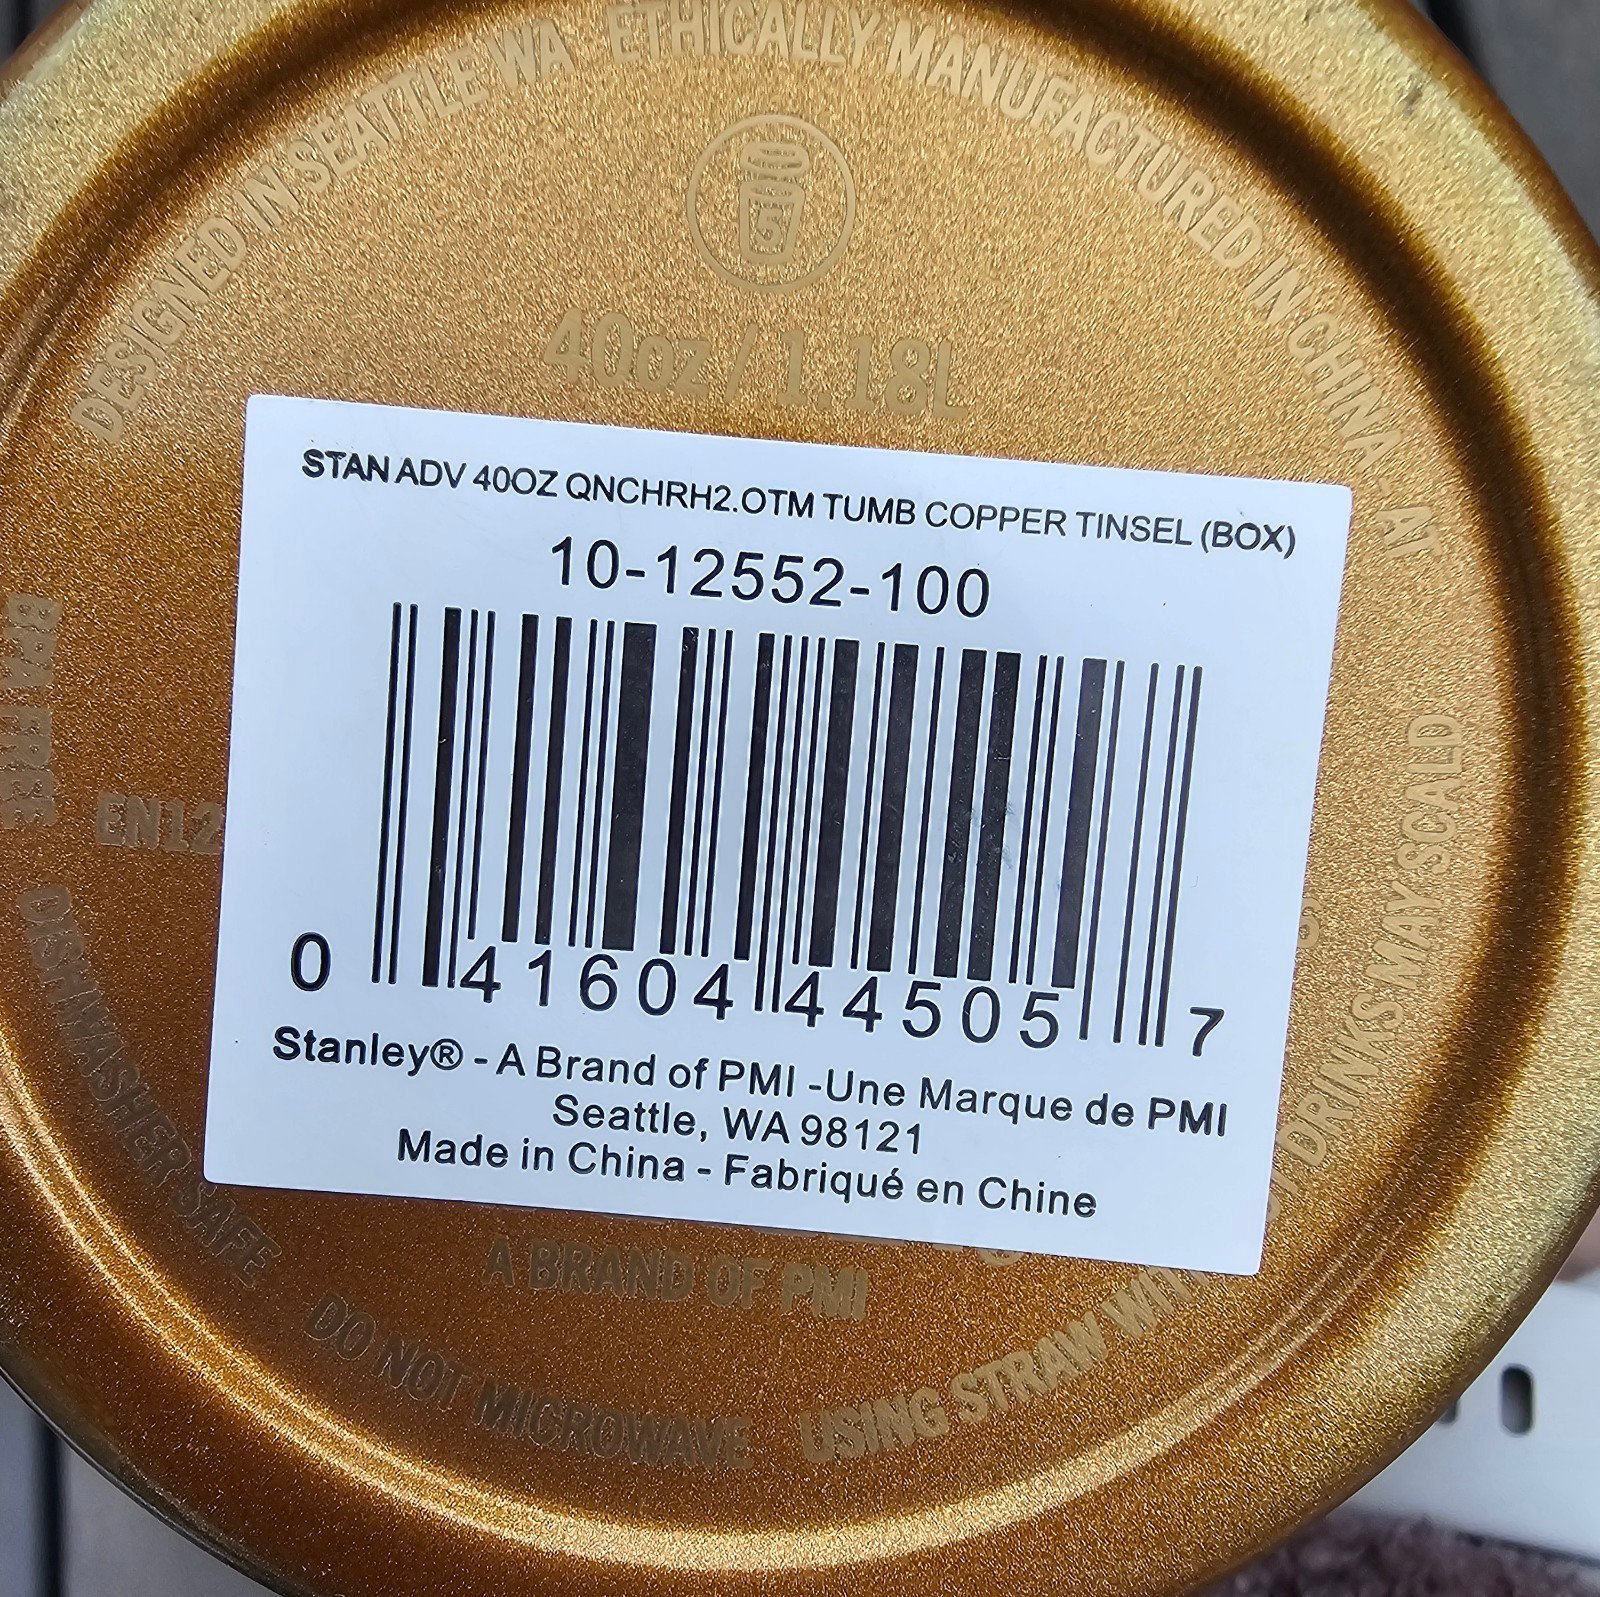 DESIGNED IN SEATTLE WA ETHICALLY MANUFACTURED IN CHINA - AT
5
40oz / 1.18L
STAN ADV 40OZ QNCHRH2.OTM TUMB COPPER TINSEL (BOX)
10-12552-100
0 41604 44505 7
Stanley® - A Brand of PMI -Une Marque de PMI
Seattle, WA 98121
Made in China - Fabriqué en Chine
EN12
A BRAND OF PMI
BPA FREE DISHWASHER SAFE DO NOT MICROWAVE
USING STRAW DRINKS MAY SCALD